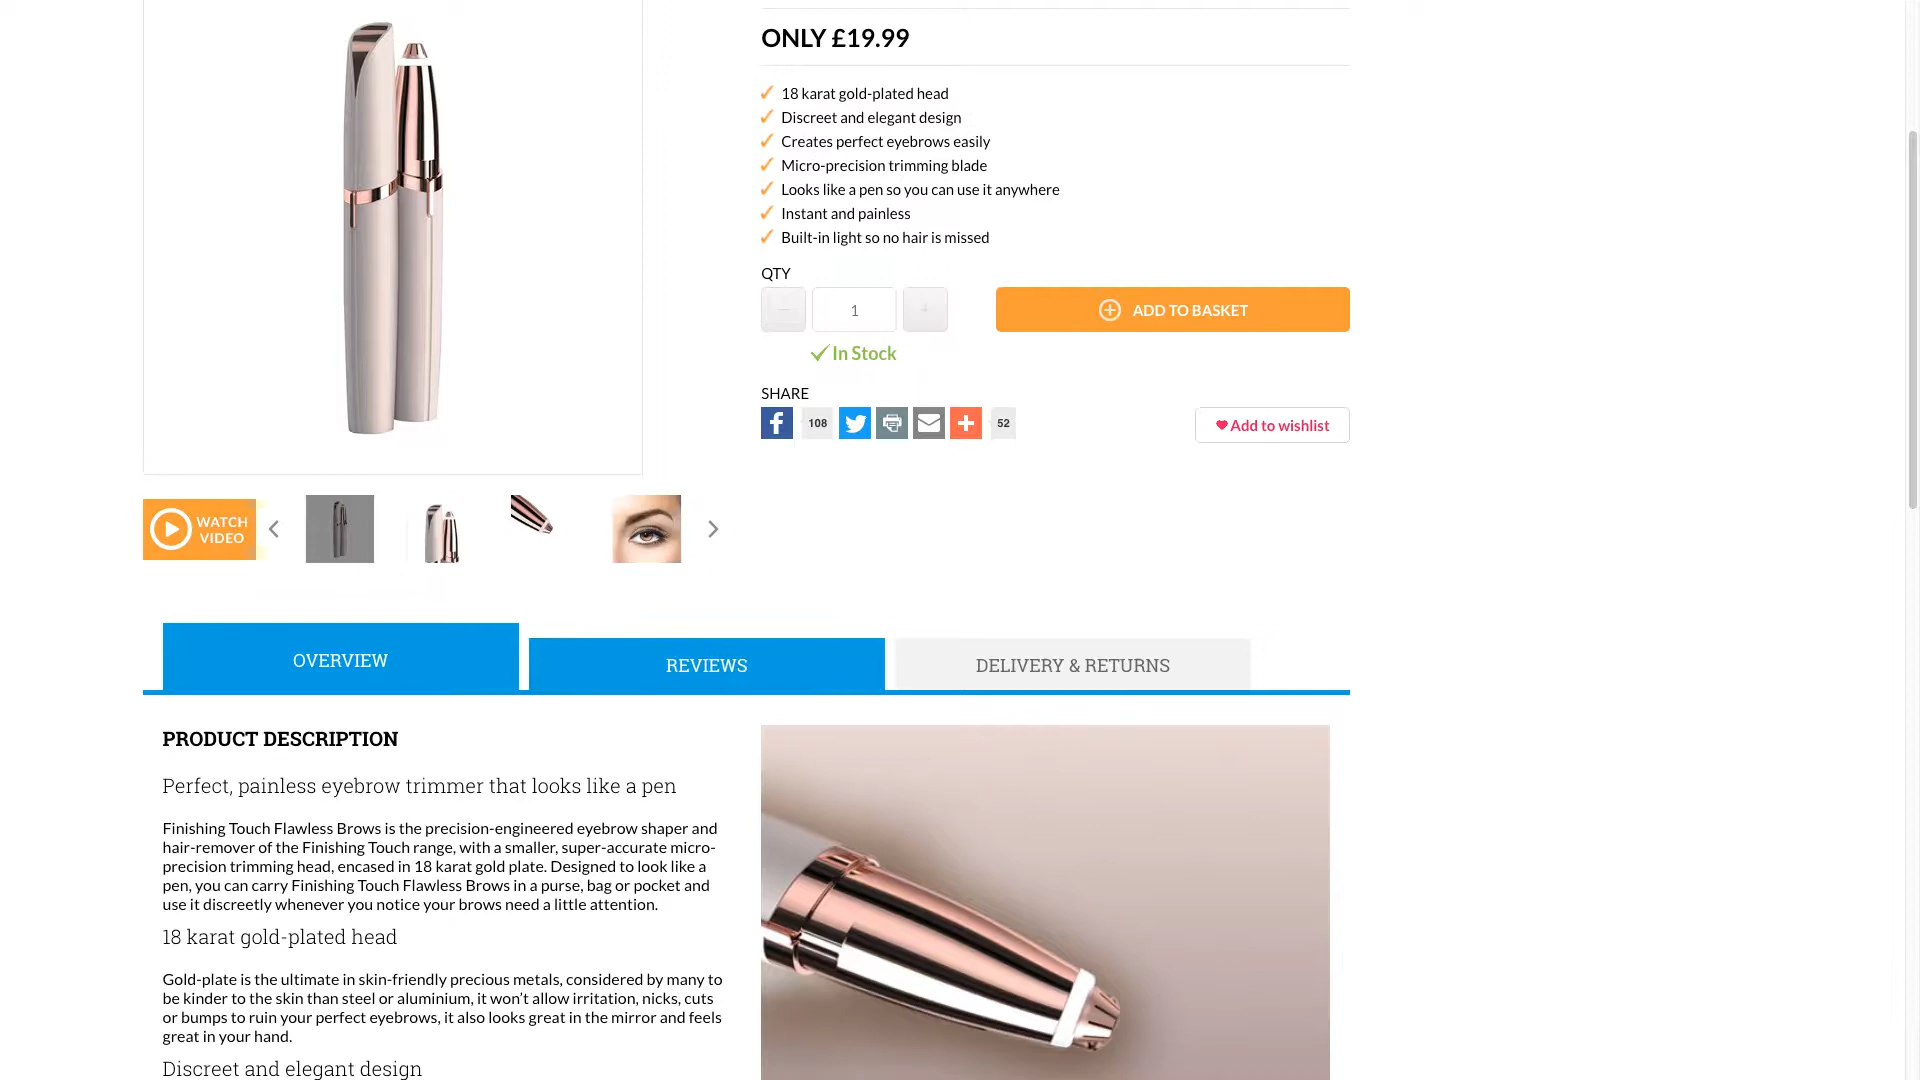 ONLY £19.99
18 karat gold-plated head
Discreet and elegant design
Creates perfect eyebrows easily
Micro-precision trimming blade
Looks like a pen so you can use it anywhere
Instant and painless
Built-in light so no hair is missed
QTY
1
ADD TO BASKET
In Stock
SHARE
108
52
Add to wishlist
WATCH
VIDEO
OVERVIEW
REVIEWS
DELIVERY & RETURNS
PRODUCT DESCRIPTION
Perfect, painless eyebrow trimmer that looks like a pen
Finishing Touch Flawless Brows is the precision-engineered eyebrow shaper and
hair-remover of the Finishing Touch range, with a smaller, super-accurate micro-
precision trimming head, encased in 18 karat gold plate. Designed to look like a
pen, you can carry Finishing Touch Flawless Brows in a purse, bag or pocket and
use it discreetly whenever you notice your brows need a little attention.
18 karat gold-plated head
Gold-plate is the ultimate in skin-friendly precious metals, considered by many to
be kinder to the skin than steel or aluminium, it won't allow irritation, nicks, cuts
or bumps to ruin your perfect eyebrows, it also looks great in the mirror and feels
great in your hand.
Discreet and elegant design